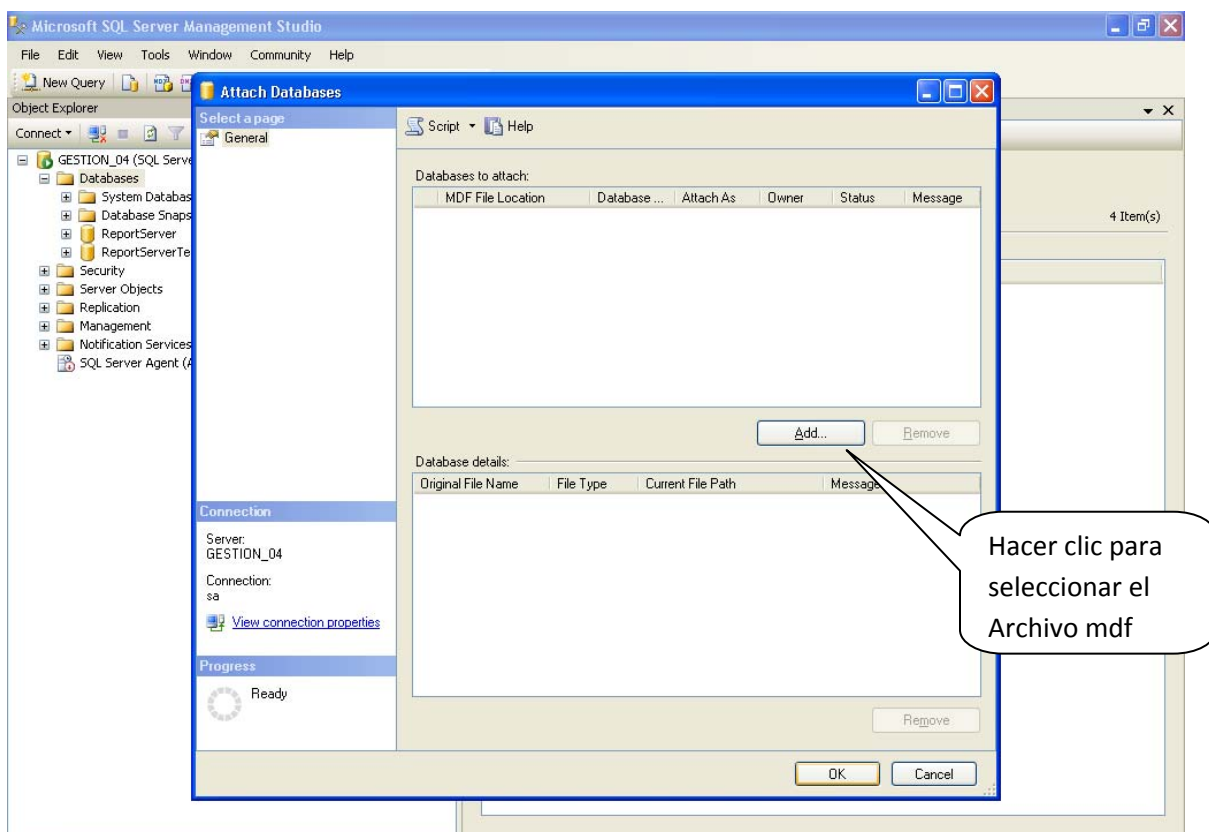 Microsoft SQL Server Management Studio
File Edit View Tools Window Community Help
New Query
Object Explorer
Connect
GESTION_04 (SQL Serve
Databases
System Databas
Database Snaps
ReportServer
ReportServerTe
Security
Server Objects
Replication
Management
Notification Services
SQL Server Agent (A
4 Item(s)
Attach Databases
Select a page
General
Script Help
Databases to attach:
MDF File Location Database ... Attach As Owner Status Message
Add... Remove
Database details:
Original File Name File Type Current File Path Message
Connection
Server:
GESTION_04
Connection:
sa
View connection properties
Progress
Ready
Remove
OK Cancel
Hacer clic para
seleccionar el
Archivo mdf